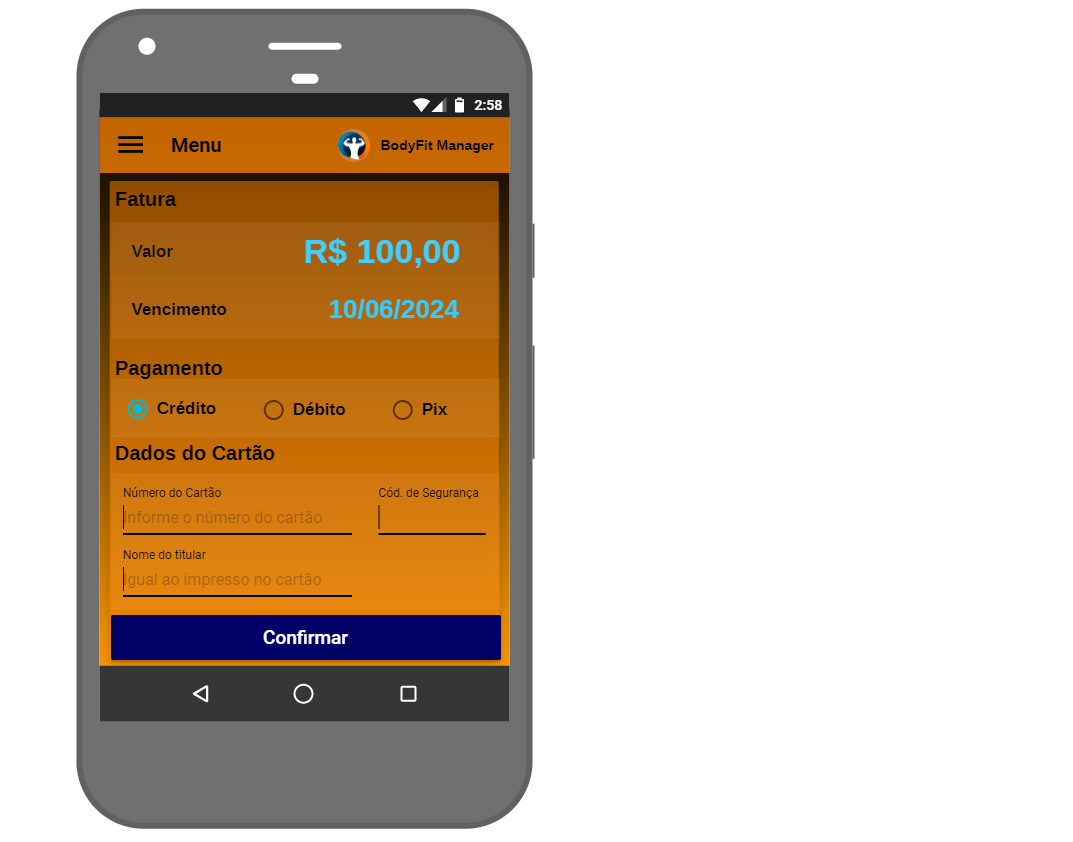 2:58
Menu
BodyFit Manager
Fatura
Valor R$ 100,00
Vencimento 10/06/2024
Pagamento
Crédito Débito Pix
Dados do Cartão
Número do Cartão Cód. de Segurança
Informe o número do cartão
Nome do titular
Igual ao impresso no cartão
Confirmar